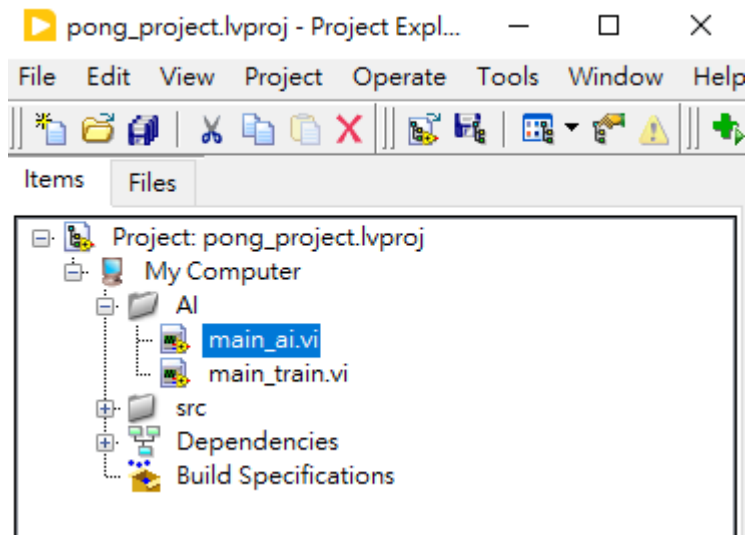 pong_project.lvproj - Project Expl...
File Edit View Project Operate Tools Window Help
Items Files
Project: pong_project.lvproj
My Computer
AI
main_ai.vi
main_train.vi
src
Dependencies
Build Specifications